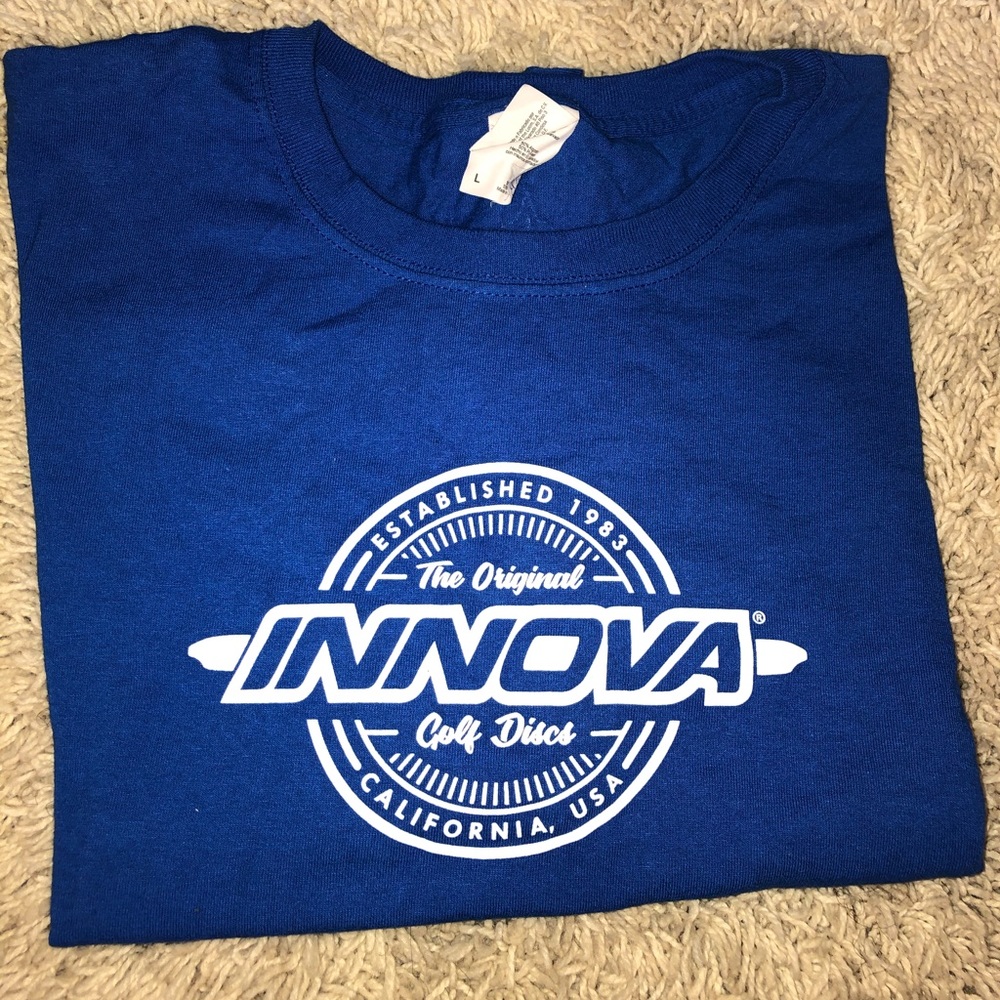 L
ESTABLISHED 1983
The Original
INNOVA®
Golf Discs
CALIFORNIA, USA